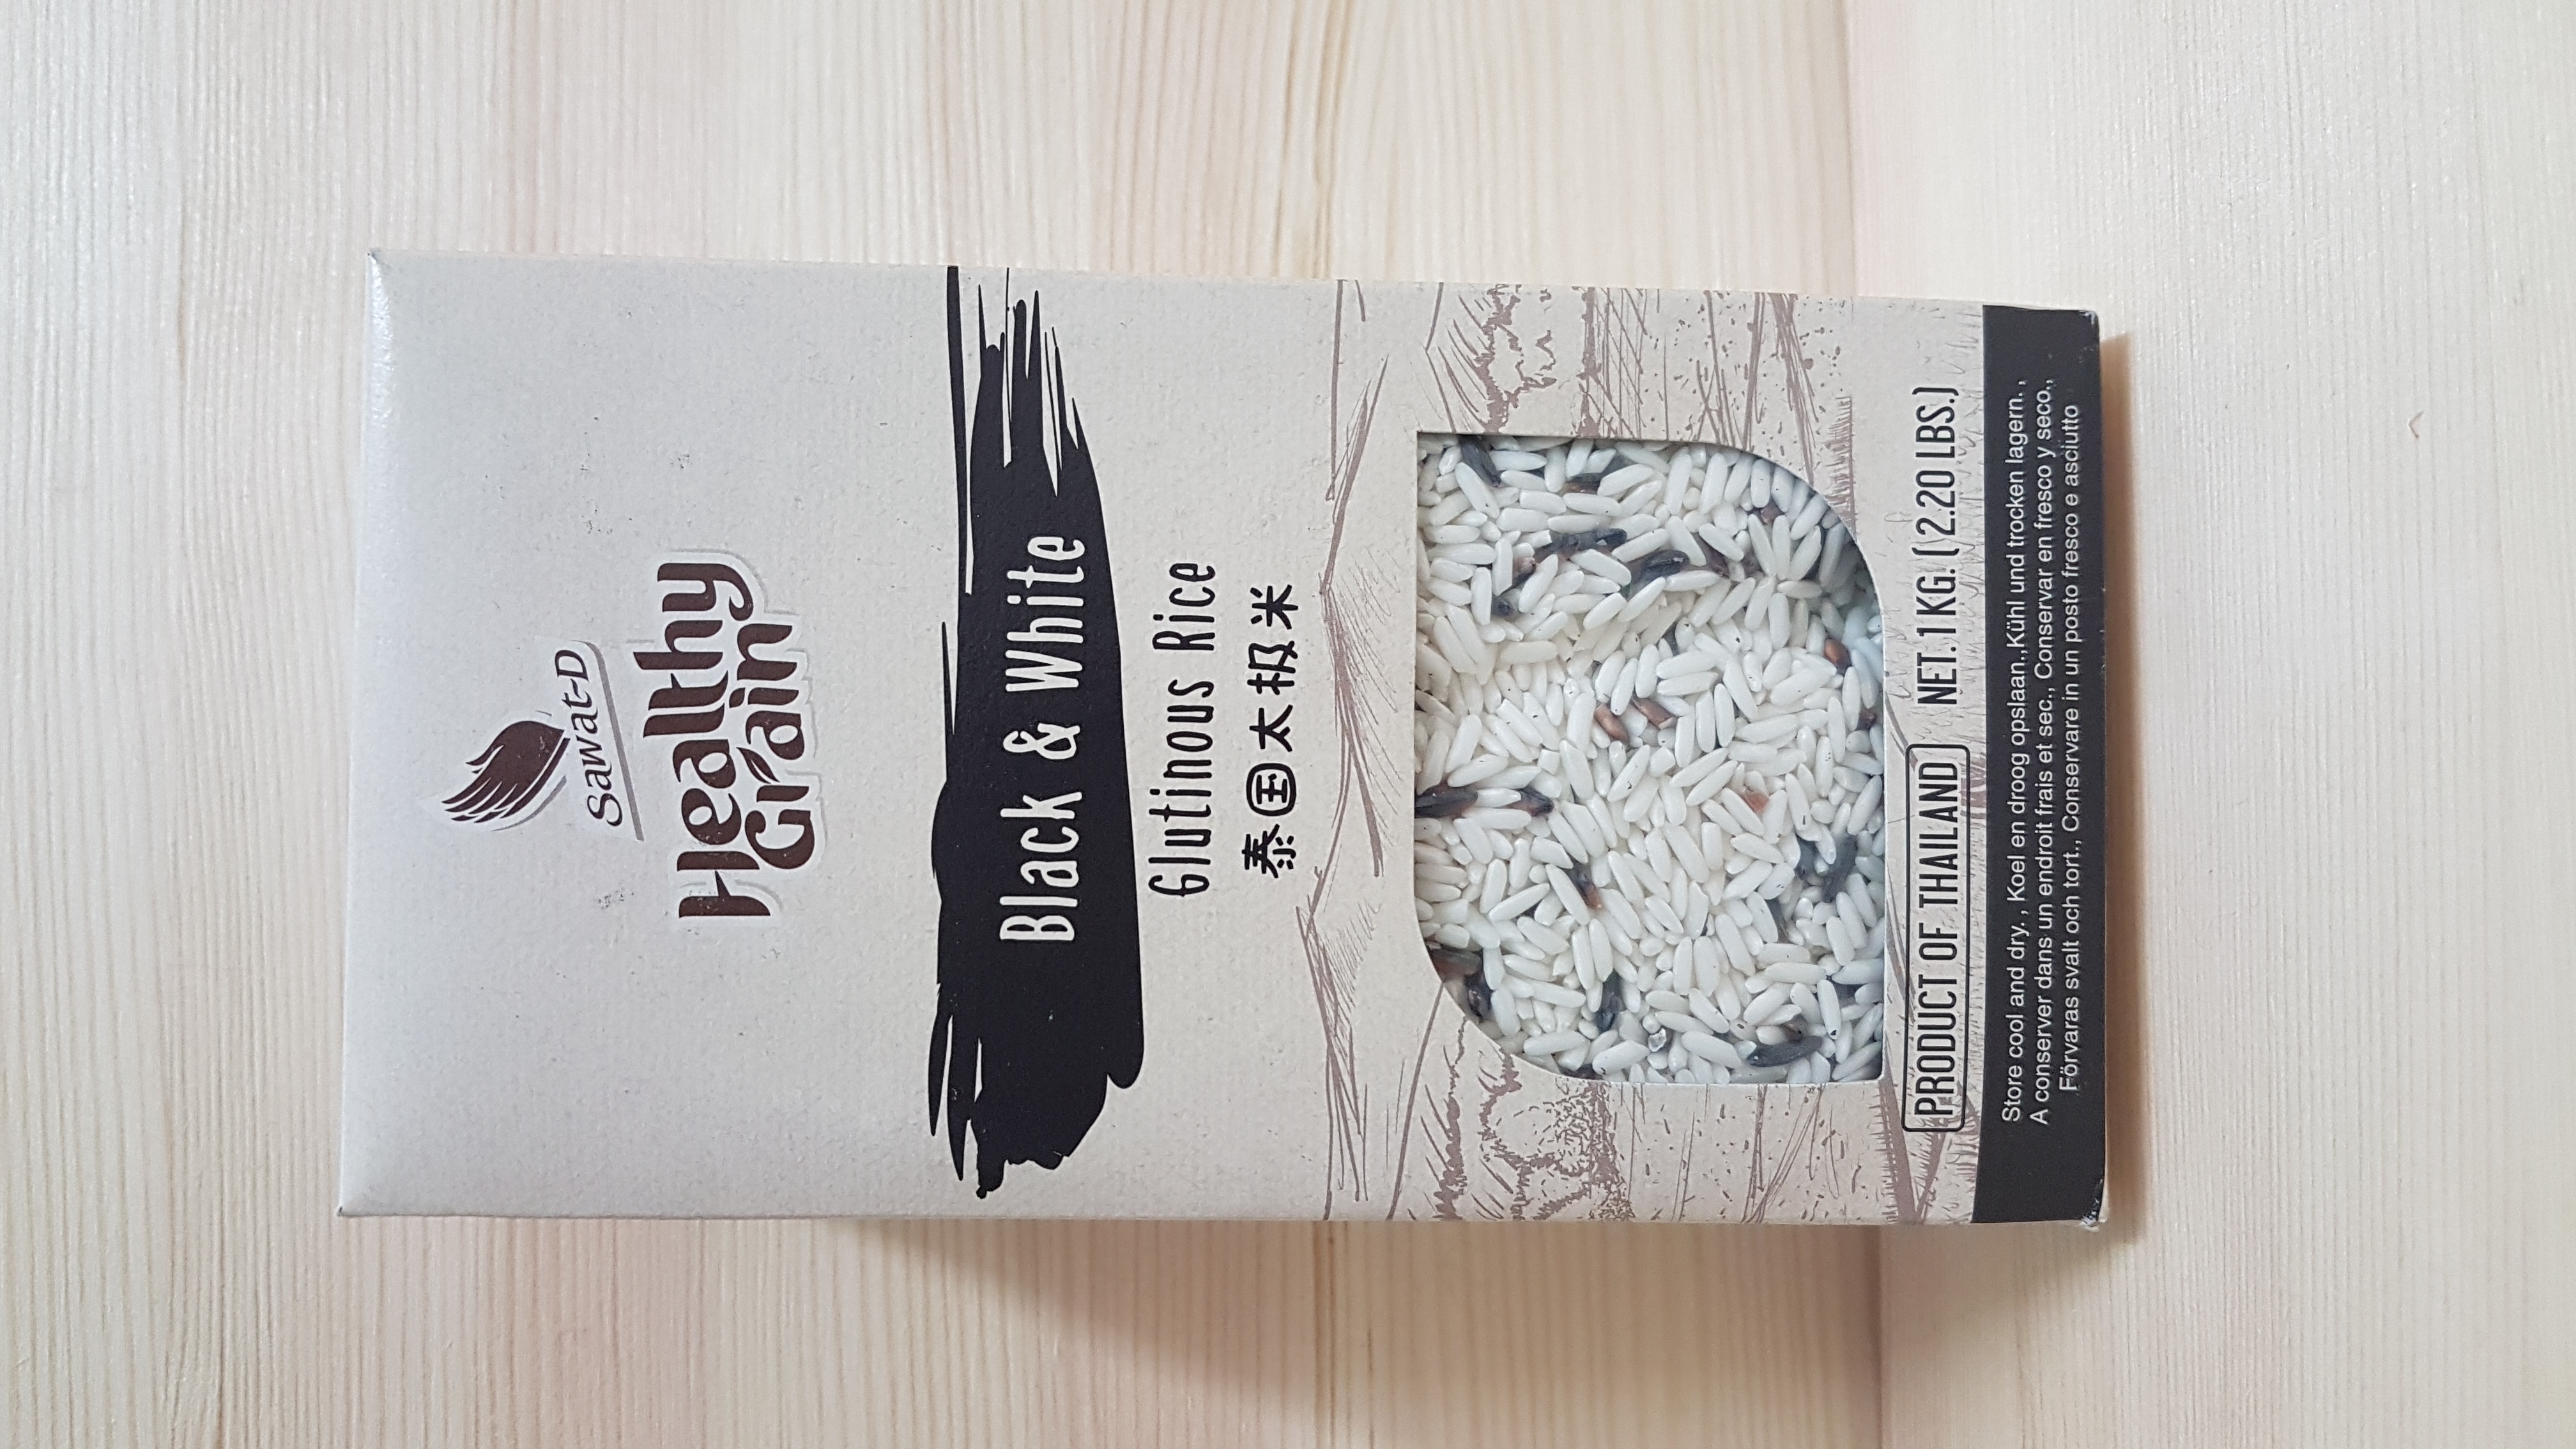 Sawat-D
Healthy
Grain
Black & White
Glutinous Rice
泰国太极米
PRODUCT OF THAILAND NET. 1 KG. ( 2.20 LBS.)
Store cool and dry. , Koel en droog opslaan.,Kühl und trocken lagern. ,
A conserver dans un endroit frais et sec., Conservar en fresco y seco.,
Förvaras svalt och tort., Conservare in un posto fresco e asciutto